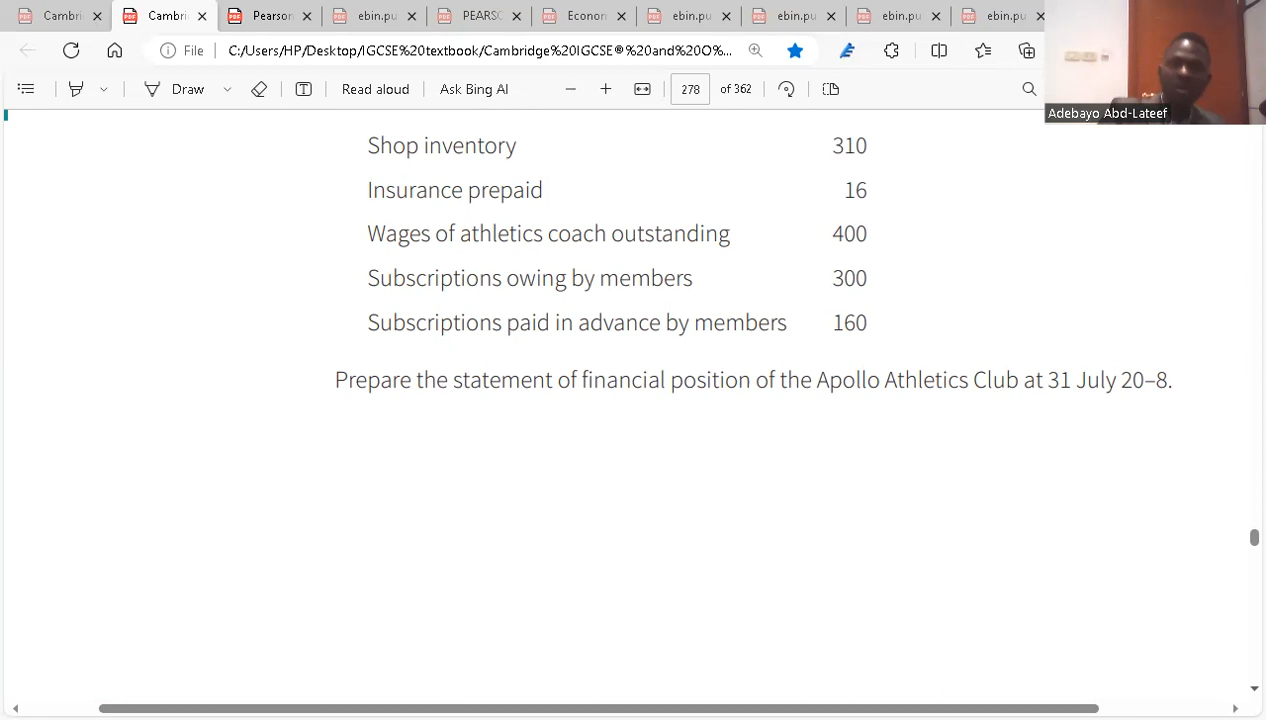 Cambri
Cambri
Pearson
ebin.pu
PEARSC
Econom
ebin.pu
ebin.pu
ebin.pu
ebin.pu
File
C:/Users/HP/Desktop/IGCSE%20textbook/Cambridge%20IGCSE®%20and%20O%...
Draw
Read aloud
Ask Bing AI
278
of 362
Adebayo Abd-Lateef
Shop inventory 310
Insurance prepaid 16
Wages of athletics coach outstanding 400
Subscriptions owing by members 300
Subscriptions paid in advance by members 160
Prepare the statement of financial position of the Apollo Athletics Club at 31 July 20–8.